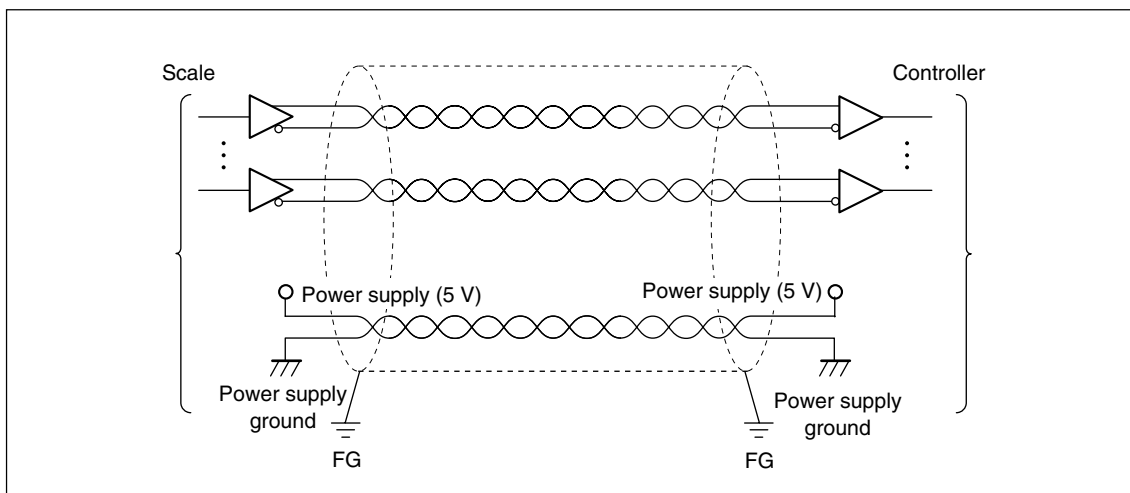 Scale
Controller
Power supply (5 V)
Power supply (5 V)
Power supply
ground
Power supply
ground
FG
FG